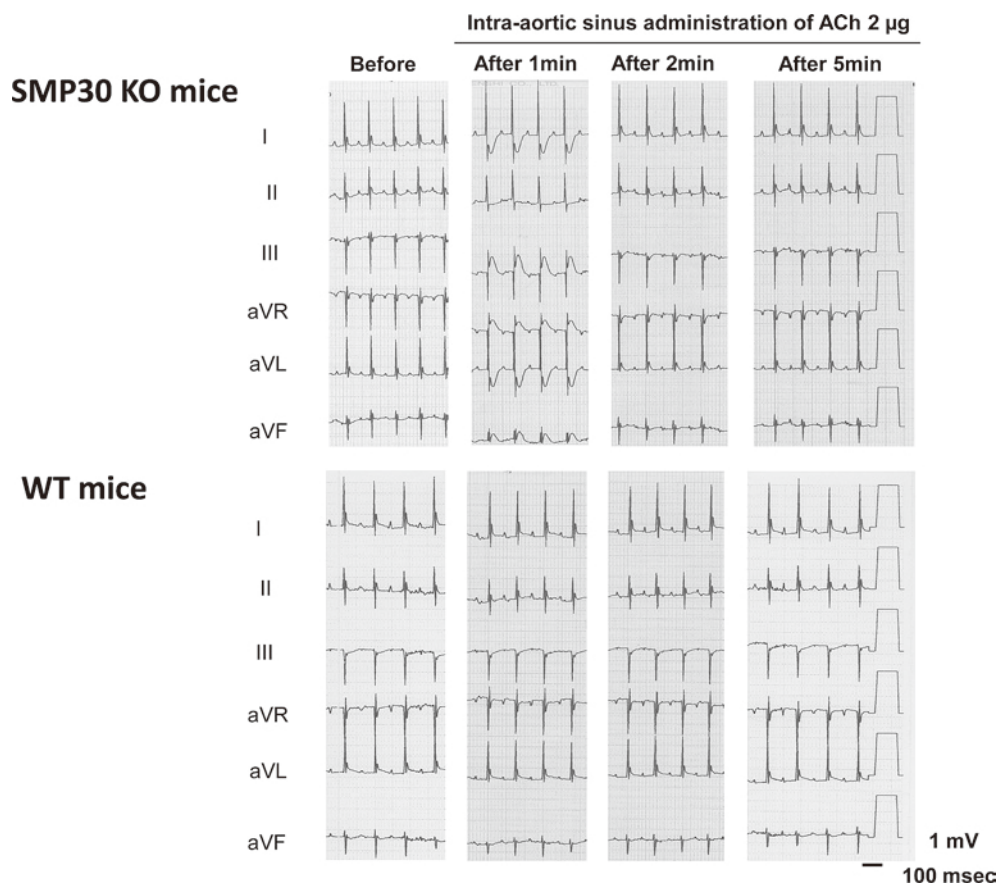 Intra-aortic sinus administration of ACh 2 µg
Before After 1min After 2min After 5min
SMP30 KO mice
I
II
III
aVR
aVL
aVF
WT mice
I
II
III
aVR
aVL
aVF
1 mV
100 msec